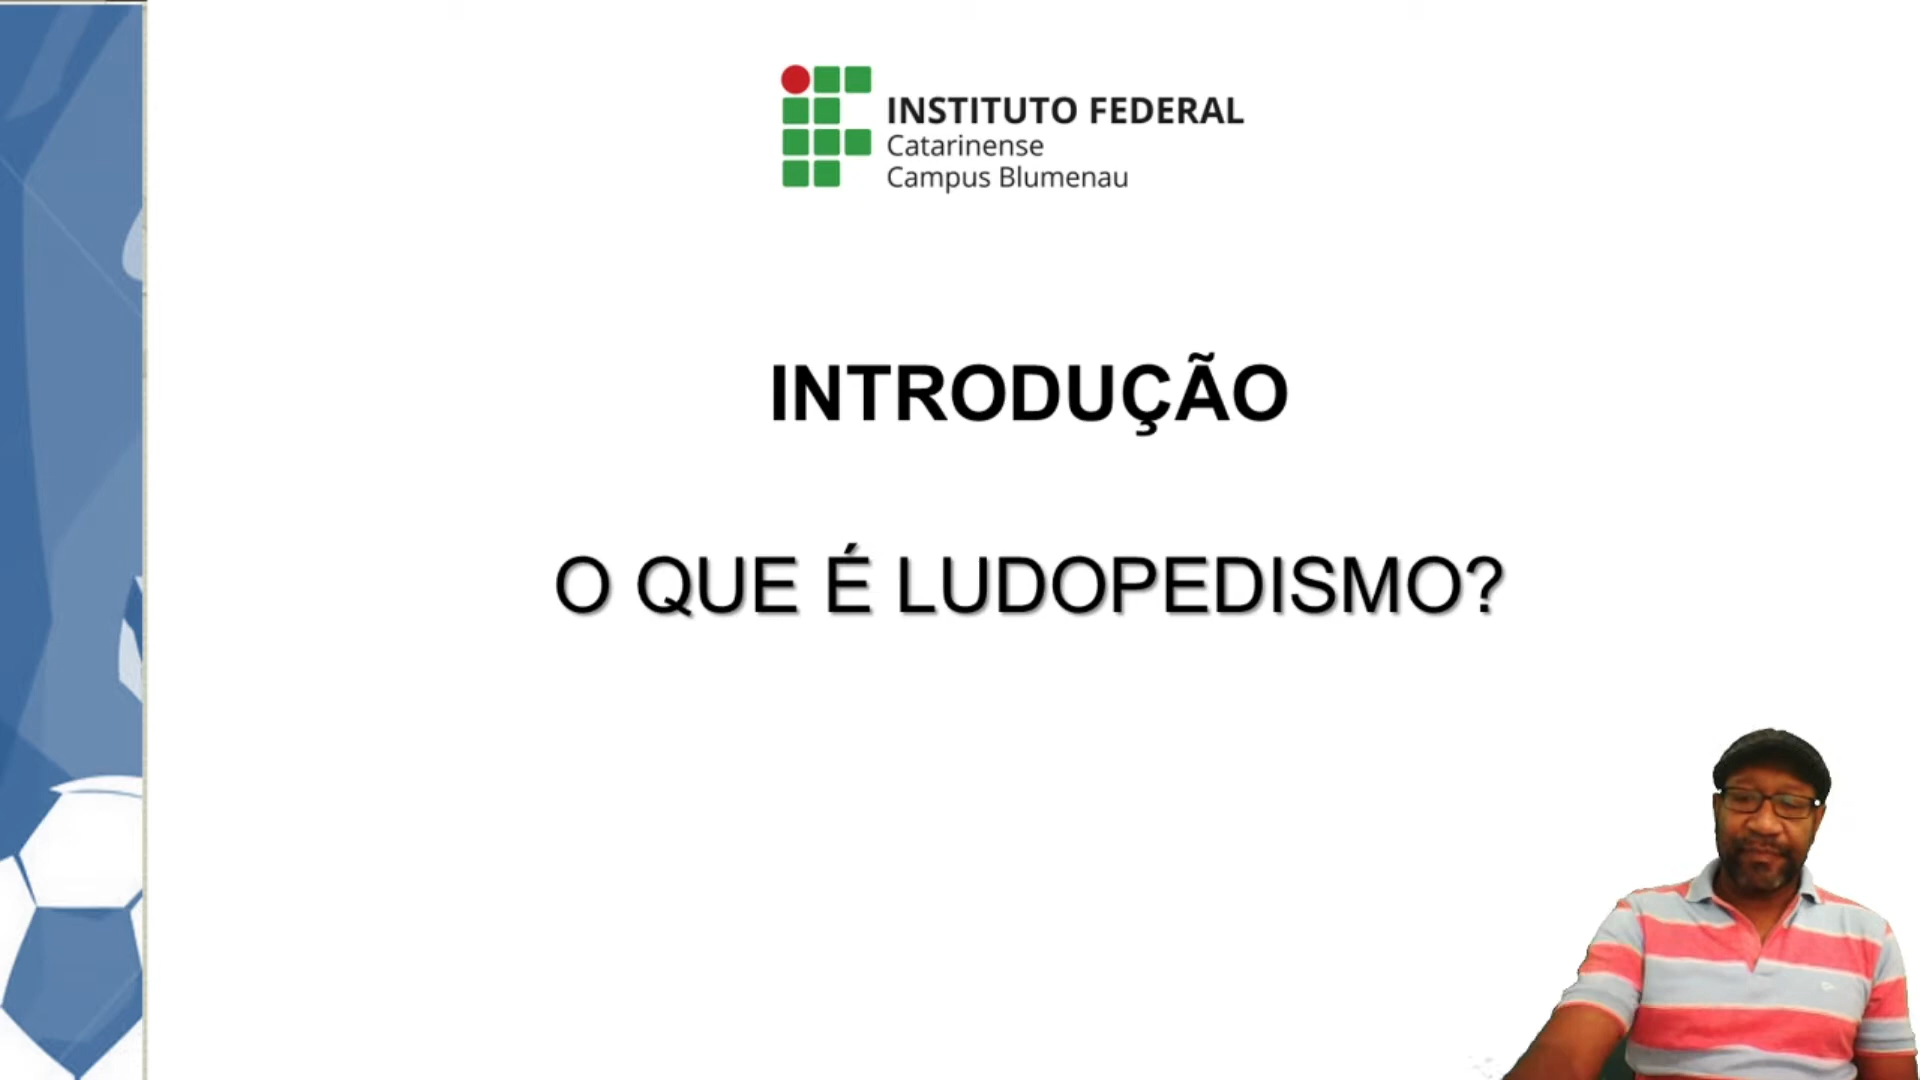 INSTITUTO FEDERAL
Catarinense
Campus Blumenau
INTRODUÇÃO
O QUE É LUDOPEDISMO?